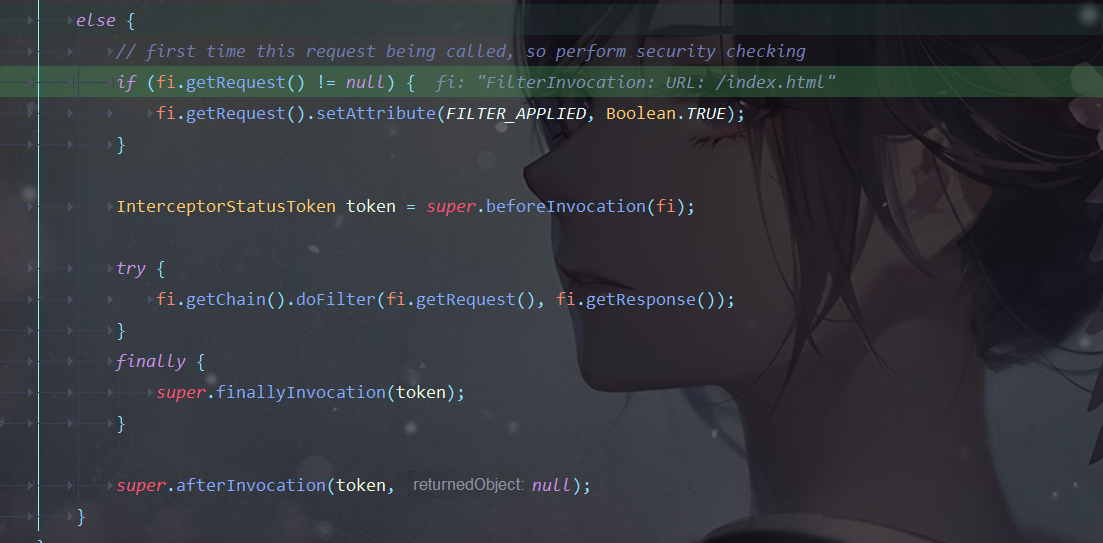 else {
// first time this request being called, so perform security checking
if (fi.getRequest() != null) { fi: "FilterInvocation: URL: /index.html"
fi.getRequest().setAttribute(FILTER_APPLIED, Boolean.TRUE);
}
InterceptorStatusToken token = super.beforeInvocation(fi);
try {
fi.getChain().doFilter(fi.getRequest(), fi.getResponse());
}
finally {
super.finallyInvocation(token);
}
super.afterInvocation(token, returnedObject: null);
}